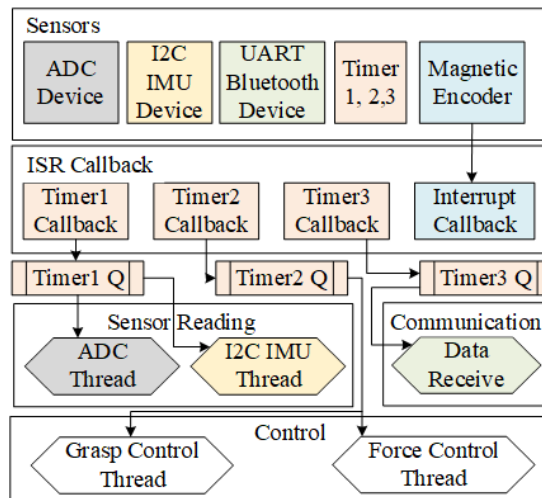 Sensors
ADC
Device
I2C
IMU
Device
UART
Bluetooth
Device
Timer
1, 2,3
Magnetic
Encoder
ISR Callback
Timer1
Callback
Timer2
Callback
Timer3
Callback
Interrupt
Callback
Timer1 Q
Timer2 Q
Timer3 Q
Sensor Reading
Communication
ADC
Thread
I2C IMU
Thread
Data
Receive
Control
Grasp Control
Thread
Force Control
Thread